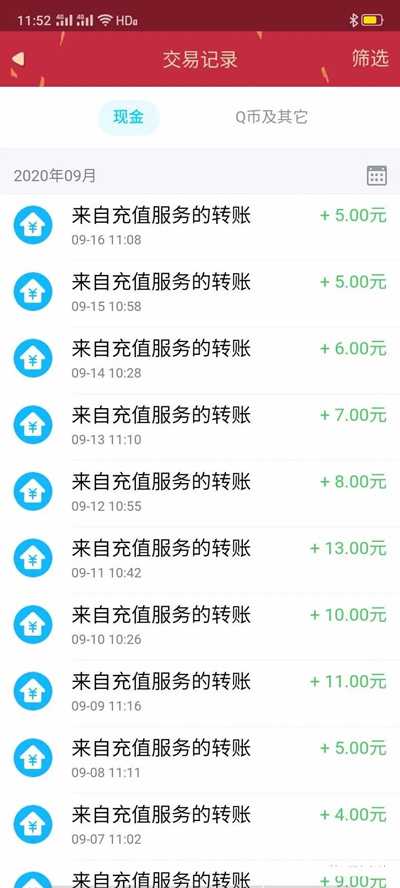 11:52 4G 4G HD
交易记录
筛选
现金
Q币及其它
2020年09月
来自充值服务的转账
+ 5.00元
09-16 11:08
来自充值服务的转账
+ 5.00元
09-15 10:58
来自充值服务的转账
+ 6.00元
09-14 10:28
来自充值服务的转账
+ 7.00元
09-13 11:10
来自充值服务的转账
+ 8.00元
09-12 10:55
来自充值服务的转账
+ 13.00元
09-11 10:42
来自充值服务的转账
+ 10.00元
09-10 10:26
来自充值服务的转账
+ 11.00元
09-09 11:16
来自充值服务的转账
+ 5.00元
09-08 11:11
来自充值服务的转账
+ 4.00元
09-07 11:02
来自充值服务的转账
+ 9.00元